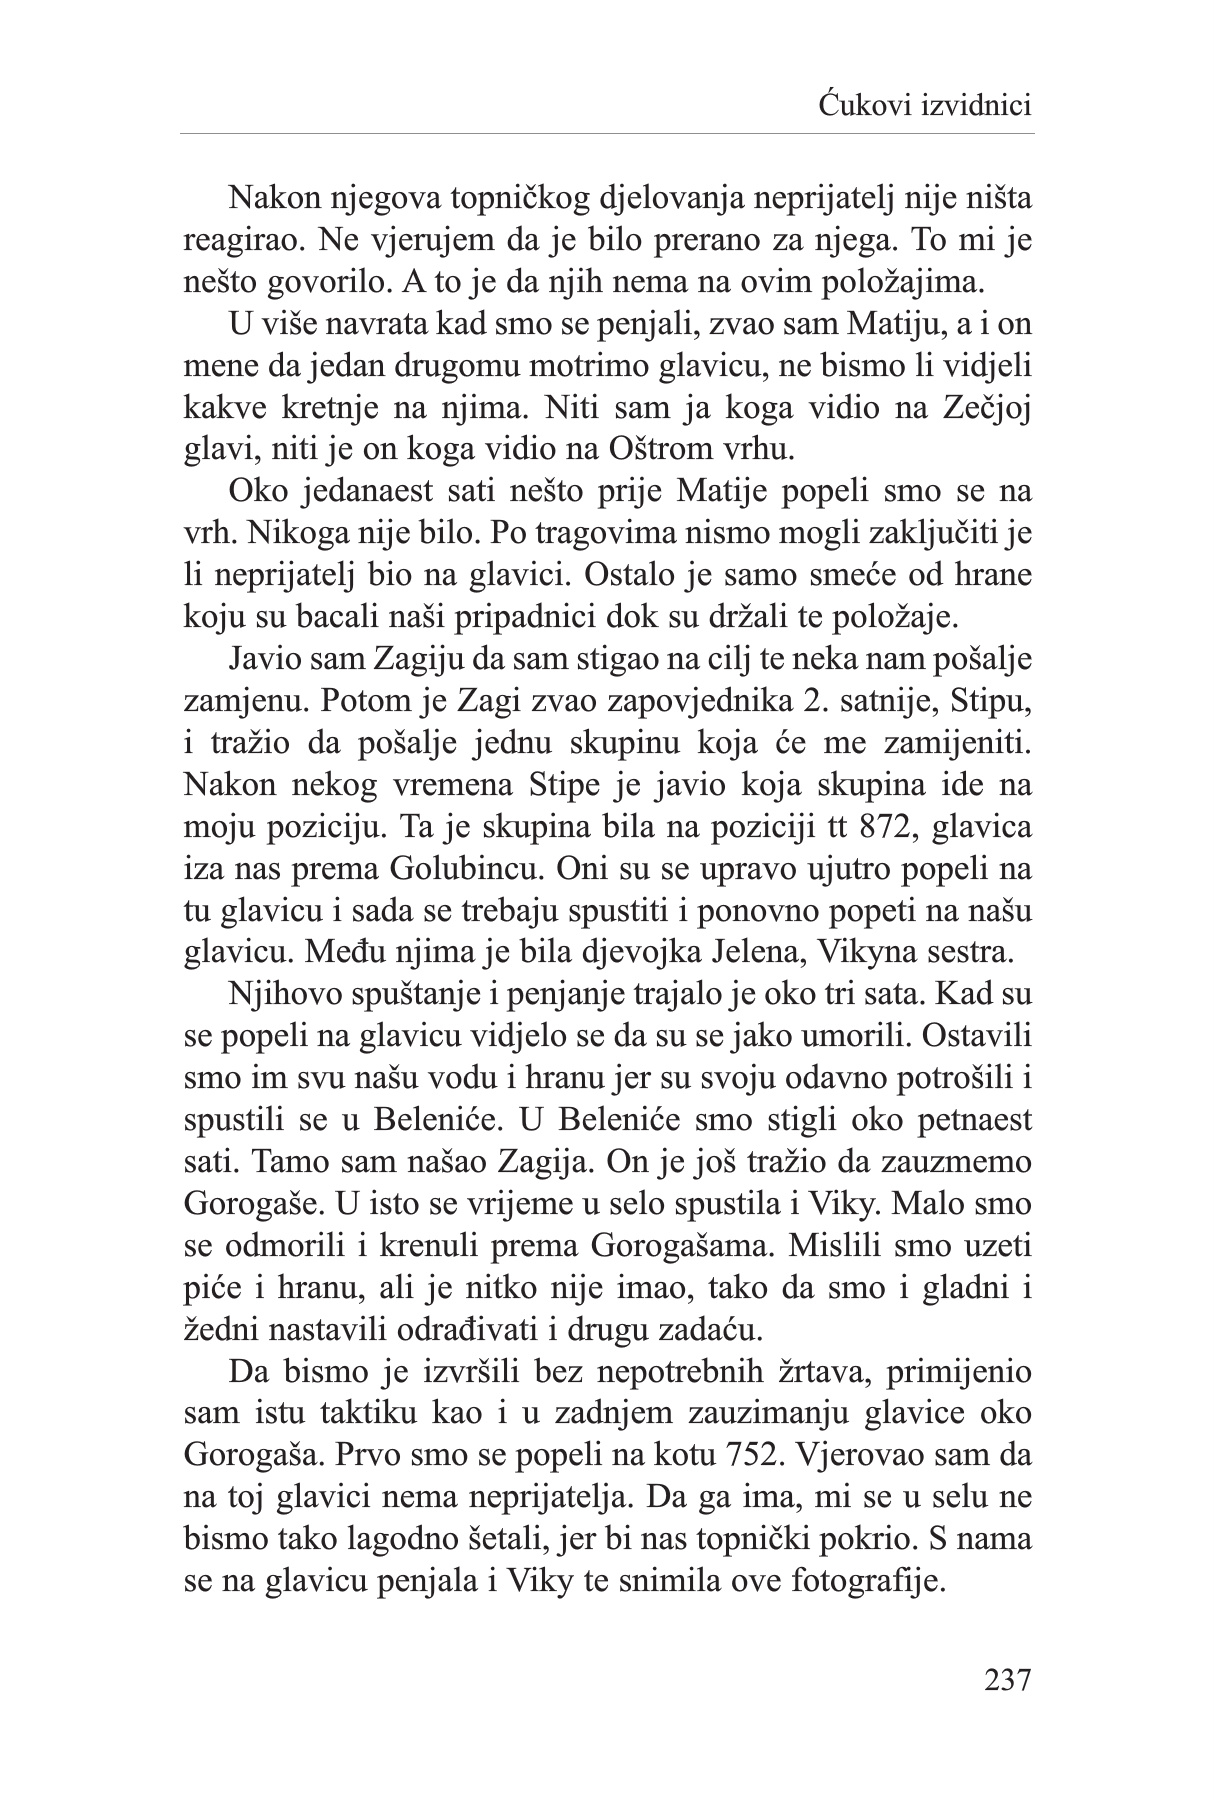 Ćukovi izvidnici
Nakon njegova topničkog djelovanja neprijatelj nije ništa
reagirao. Ne vjerujem da je bilo prerano za njega. To mi je
nešto govorilo. A to je da njih nema na ovim položajima.
U više navrata kad smo se penjali, zvao sam Matiju, a i on
mene da jedan drugomu motrimo glavicu, ne bismo li vidjeli
kakve kretnje na njima. Niti sam ja koga vidio na Zečjoj
glavi, niti je on koga vidio na Oštrom vrhu.
Oko jedanaest sati nešto prije Matije popeli smo se na
vrh. Nikoga nije bilo. Po tragovima nismo mogli zaključiti je
li neprijatelj bio na glavici. Ostalo je samo smeće od hrane
koju su bacali naši pripadnici dok su držali te položaje.
Javio sam Zagiju da sam stigao na cilj te neka nam pošalje
zamjenu. Potom je Zagi zvao zapovjednika 2. satnije, Stipu,
i tražio da pošalje jednu skupinu koja će me zamijeniti.
Nakon nekog vremena Stipe je javio koja skupina ide na
moju poziciju. Ta je skupina bila na poziciji tt 872, glavica
iza nas prema Golubincu. Oni su se upravo ujutro popeli na
tu glavicu i sada se trebaju spustiti i ponovno popeti na našu
glavicu. Među njima je bila djevojka Jelena, Vikyna sestra.
Njihovo spuštanje i penjanje trajalo je oko tri sata. Kad su
se popeli na glavicu vidjelo se da su se jako umorili. Ostavili
smo im svu našu vodu i hranu jer su svoju odavno potrošili i
spustili se u Beleniće. U Beleniće smo stigli oko petnaest
sati. Tamo sam našao Zagija. On je još tražio da zauzmemo
Gorogaše. U isto se vrijeme u selo spustila i Viky. Malo smo
se odmorili i krenuli prema Gorogašama. Mislili smo uzeti
piće i hranu, ali je nitko nije imao, tako da smo i gladni i
žedni nastavili odrađivati i drugu zadaću.
Da bismo je izvršili bez nepotrebnih žrtava, primijenio
sam istu taktiku kao i u zadnjem zauzimanju glavice oko
Gorogaša. Prvo smo se popeli na kotu 752. Vjerovao sam da
na toj glavici nema neprijatelja. Da ga ima, mi se u selu ne
bismo tako lagodno šetali, jer bi nas topnički pokrio. S nama
se na glavicu penjala i Viky te snimila ove fotografije.
237